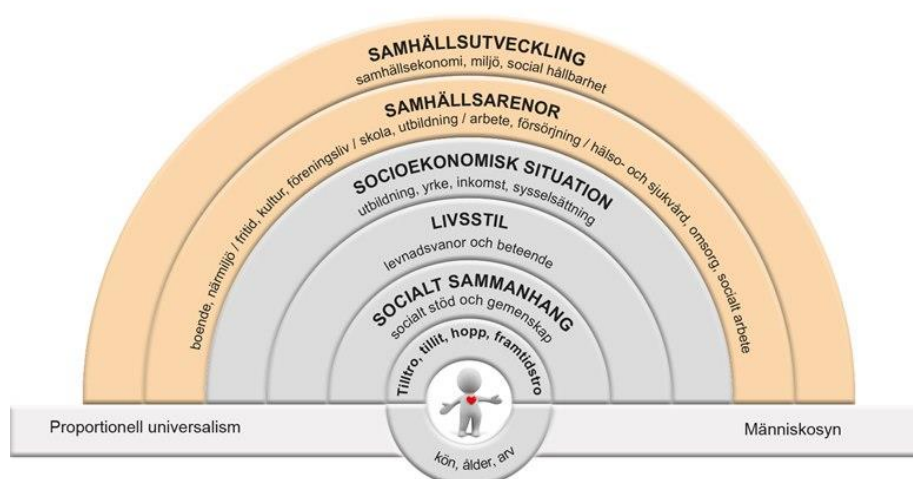 SAMHÄLLSUTVECKLING
samhällsekonomi, miljö, social hållbarhet
SAMHÄLLSARENOR
boende, närmiljö / fritid, kultur, föreningsliv / skola, utbildning / arbete, försörjning / hälso- och sjukvård, omsorg, socialt arbete
SOCIOEKONOMISK SITUATION
utbildning, yrke, inkomst, sysselsättning
LIVSSTIL
levnadsvanor och beteende
SOCIALT SAMMANHANG
socialt stöd och gemenskap
Tilltro, tillit, hopp, framtidstro
Proportionell universalism
Människosyn
kön, ålder, arv